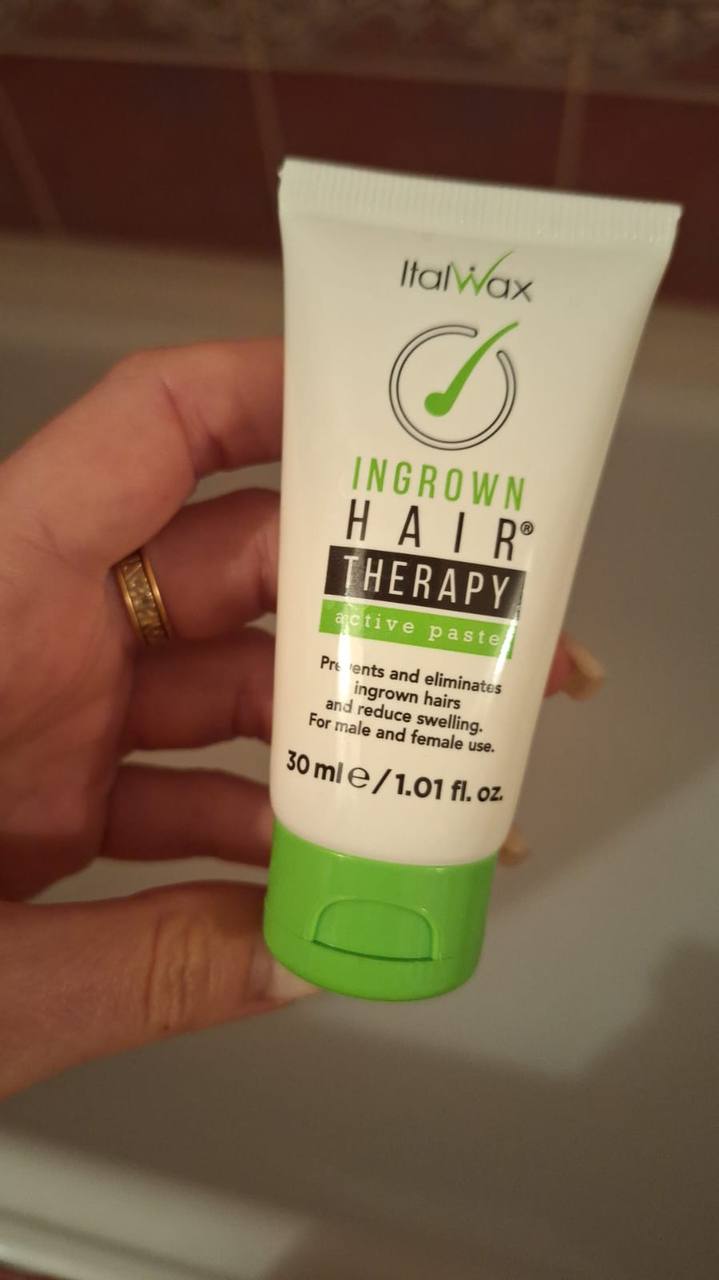 ItalWax
INGROWN
HAIR®
THERAPY
active paste
Prevents and eliminates
ingrown hairs
and reduce swelling.
For male and female use.
30 ml ℮ / 1.01 fl. oz.